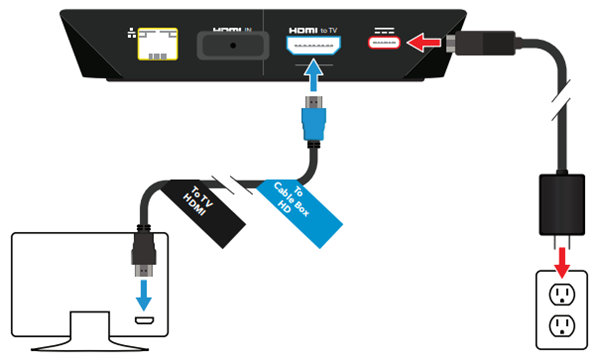 HDMI IN
HDMI to TV
To TV
HDMI
To
Cable Box
HD